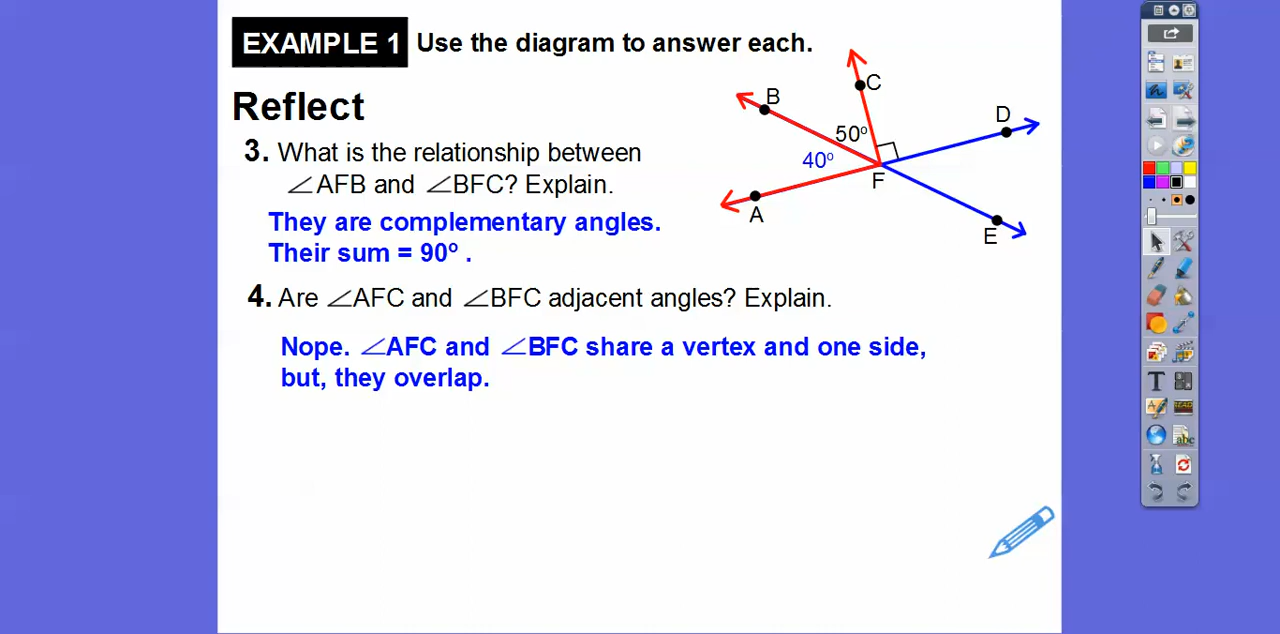 EXAMPLE 1 Use the diagram to answer each.
Reflect
3. What is the relationship between
∠AFB and ∠BFC? Explain.
They are complementary angles.
Their sum = 90º .
4. Are ∠AFC and ∠BFC adjacent angles? Explain.
Nope. ∠AFC and ∠BFC share a vertex and one side,
but, they overlap.
C
B
D
50º
40º
F
A
E
T
abc